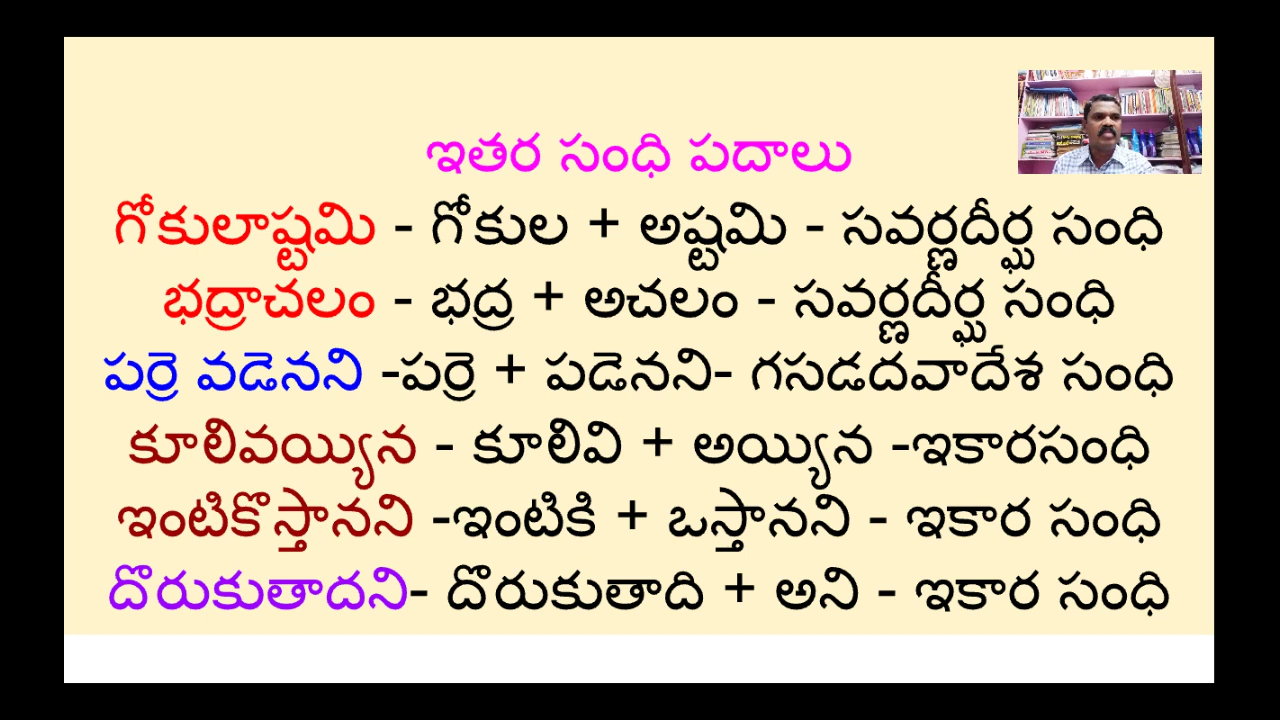 ఇతర సంధి పదాలు
గోకులాష్టమి - గోకుల + అష్టమి - సవర్ణదీర్ఘ సంధి
భద్రాచలం - భద్ర + అచలం - సవర్ణదీర్ఘ సంధి
పర్రె వడెనని -పర్రె + పడెనని- గసడదవాదేశ సంధి
కూలివయ్యిన - కూలివి + అయ్యిన -ఇకారసంధి
ఇంటికొస్తానని -ఇంటికి + ఒస్తానని - ఇకార సంధి
దొరుకుతాదని- దొరుకుతాది + అని - ఇకార సంధి